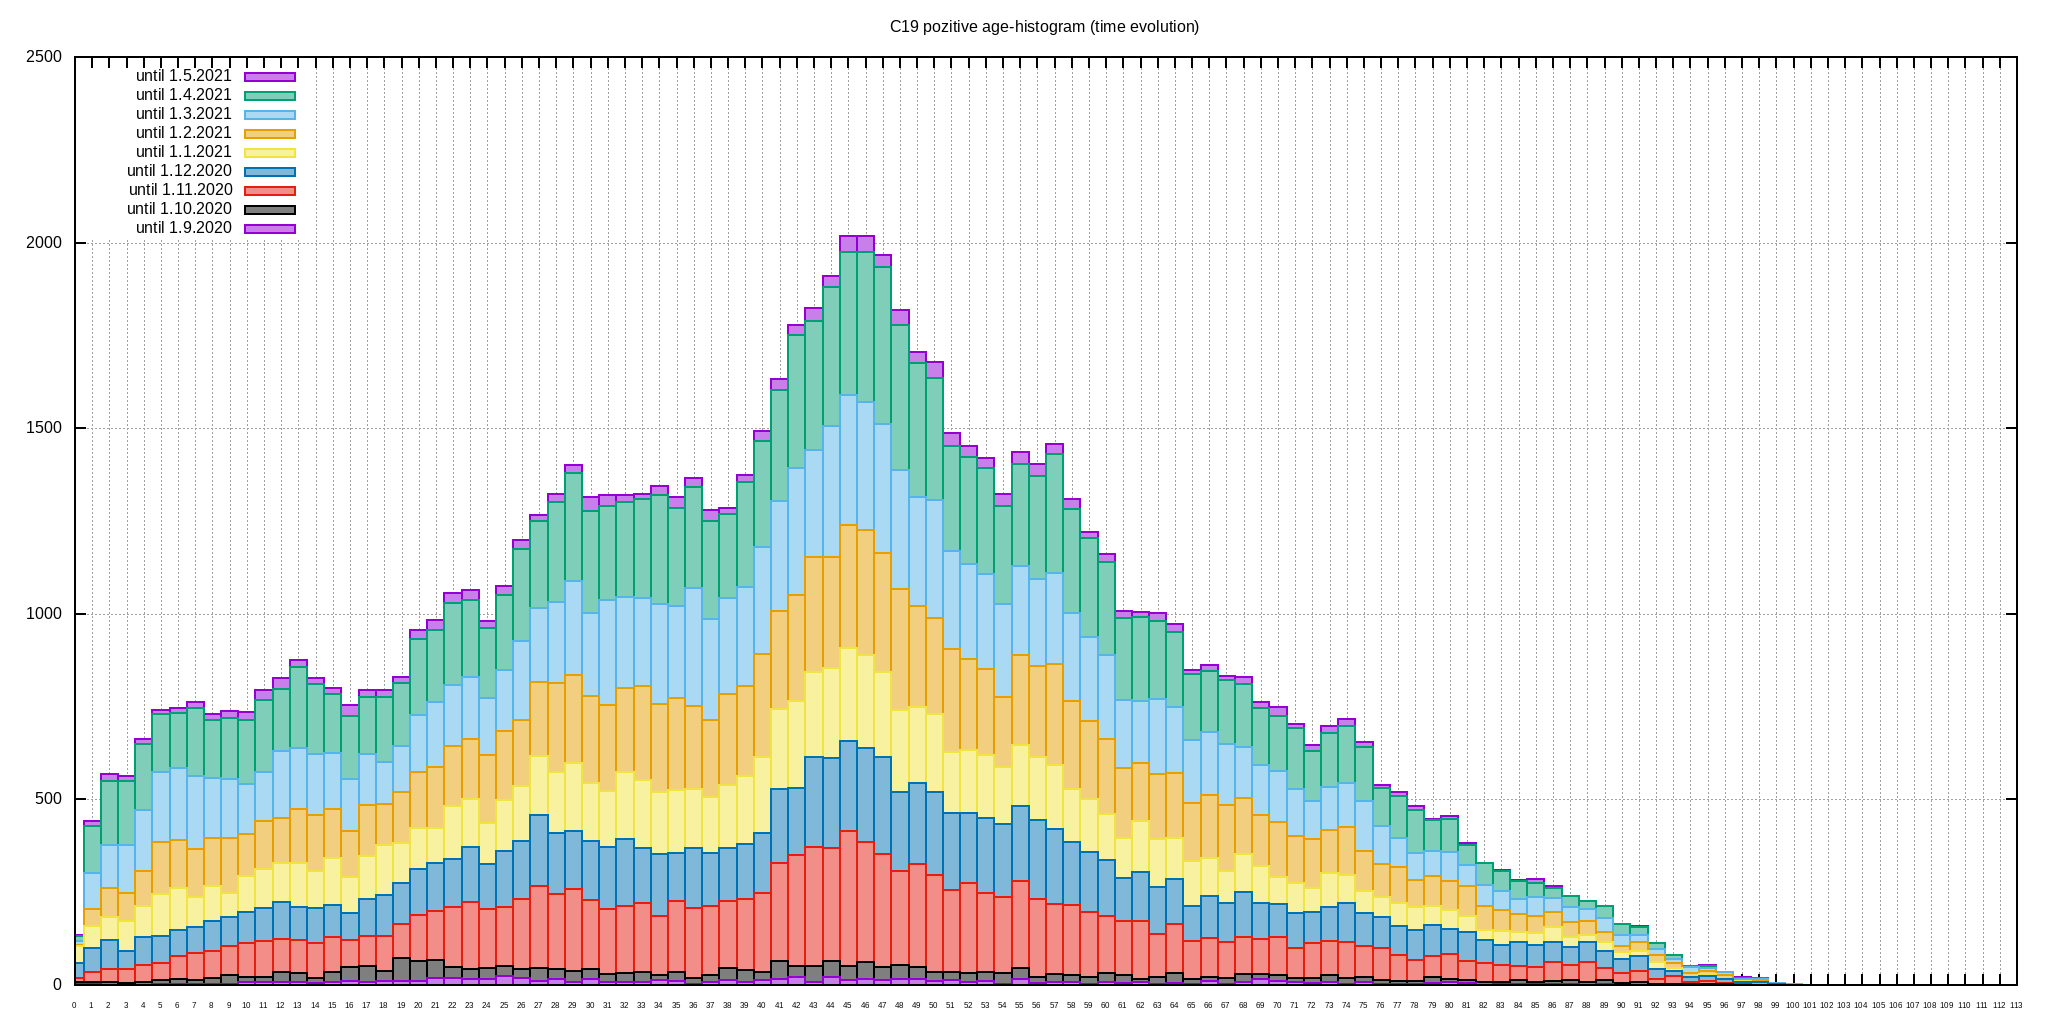 C19 pozitive age-histogram (time evolution)
2500
2000
1500
1000
500
0
until 1.5.2021
until 1.4.2021
until 1.3.2021
until 1.2.2021
until 1.1.2021
until 1.12.2020
until 1.11.2020
until 1.10.2020
until 1.9.2020
0 1 2 3 4 5 6 7 8 9 10 11 12 13 14 15 16 17 18 19 20 21 22 23 24 25 26 27 28 29 30 31 32 33 34 35 36 37 38 39 40 41 42 43 44 45 46 47 48 49 50 51 52 53 54 55 56 57 58 59 60 61 62 63 64 65 66 67 68 69 70 71 72 73 74 75 76 77 78 79 80 81 82 83 84 85 86 87 88 89 90 91 92 93 94 95 96 97 98 99 100 101 102 103 104 105 106 107 108 109 110 111 112 113